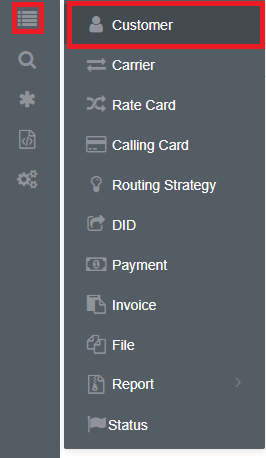 Customer
Carrier
Rate Card
Calling Card
Routing Strategy
DID
Payment
Invoice
File
Report
Status